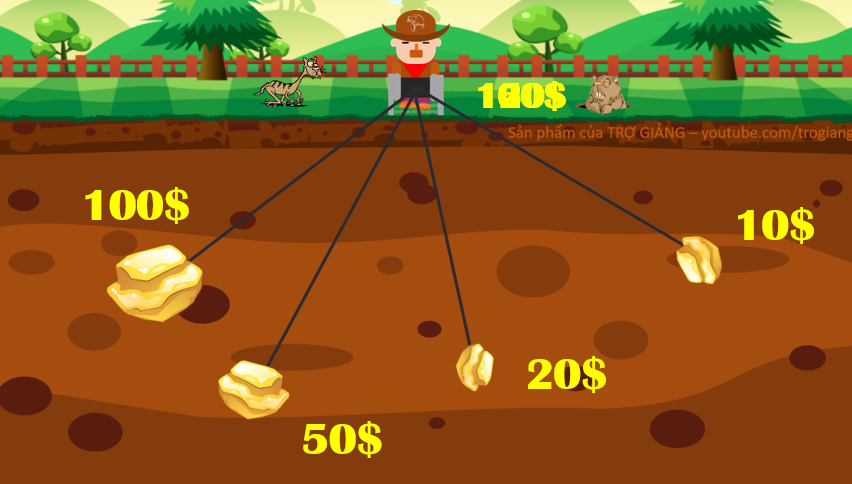 Sản phẩm của TRỢ GIẢNG – youtube.com/trogiang
100$
10$
20$
50$